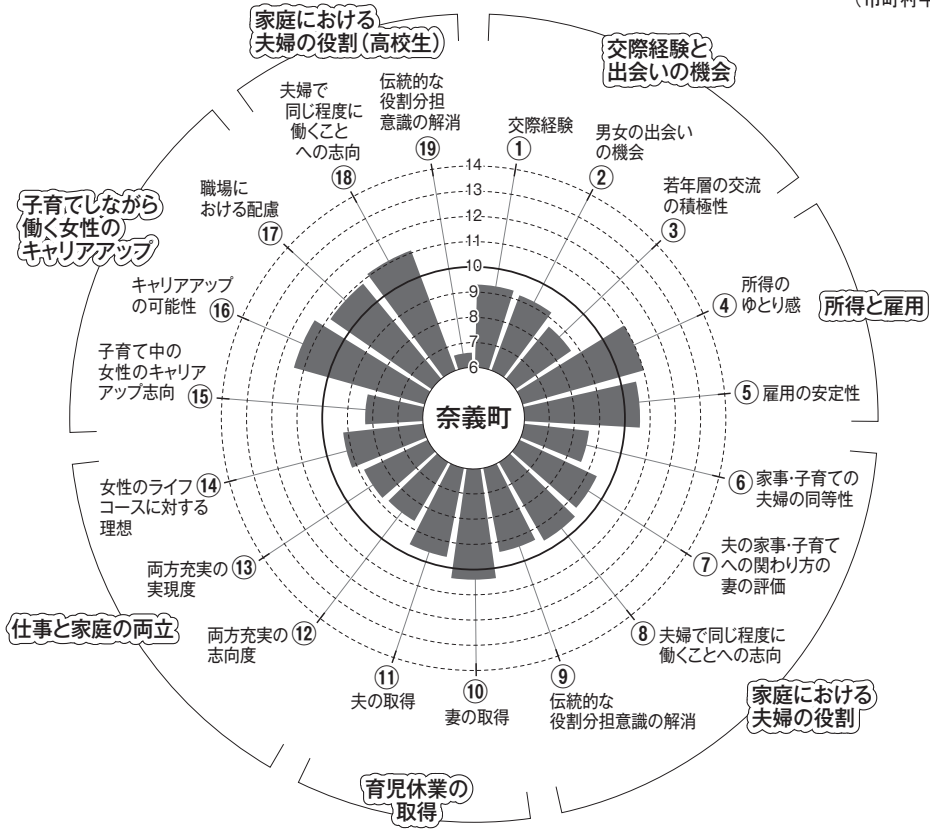 家庭における
夫婦の役割(高校生)
交際経験と
出会いの機会
夫婦で
同じ程度に
働くこと
への志向
⑱
伝統的な
役割分担
意識の解消
⑲
交際経験
①
男女の出会い
の機会
②
若年層の交流
の積極性
③
職場に
おける配慮
⑰
14
13
12
11
10
9
8
7
6
子育てしながら
働く女性の
キャリアアップ
キャリアアップ
の可能性 ⑯
④ 所得の
ゆとり感
所得と雇用
子育て中の
女性のキャリア
アップ志向 ⑮
奈義町
⑤ 雇用の安定性
女性のライフ ⑭
コースに対する
理想
⑥ 家事・子育ての
夫婦の同等性
両方充実の ⑬
実現度
夫の家事・子育て
⑦ への関わり方の
妻の評価
仕事と家庭の両立
両方充実の ⑫
志向度
⑧ 夫婦で同じ程度に
働くことへの志向
⑪
夫の取得
⑩
妻の取得
⑨
伝統的な
役割分担意識の解消
家庭における
夫婦の役割
育児休業の
取得